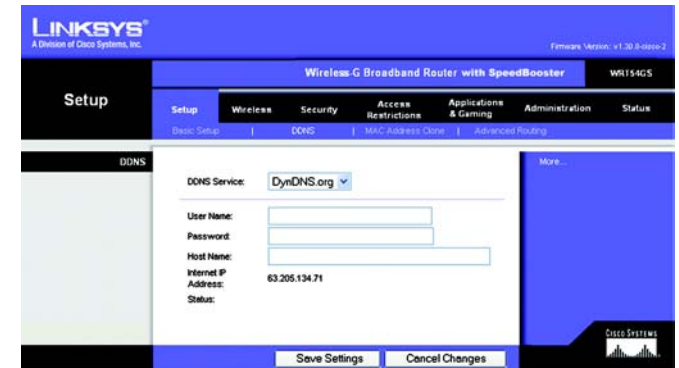 LINKSYS®
A Division of Cisco Systems, Inc.
Firmware Version: v1.30.0-cisco-2
Wireless-G Broadband Router with SpeedBooster WRT54GS
Setup
Setup Wireless Security Access Restrictions Applications & Gaming Administration Status
Basic Setup | DDNS | MAC Address Clone | Advanced Routing
DDNS
More...
DDNS Service: DynDNS.org
User Name:
Password:
Host Name:
Internet IP
Address: 63.205.134.71
Status:
CISCO SYSTEMS
Save Settings Cancel Changes